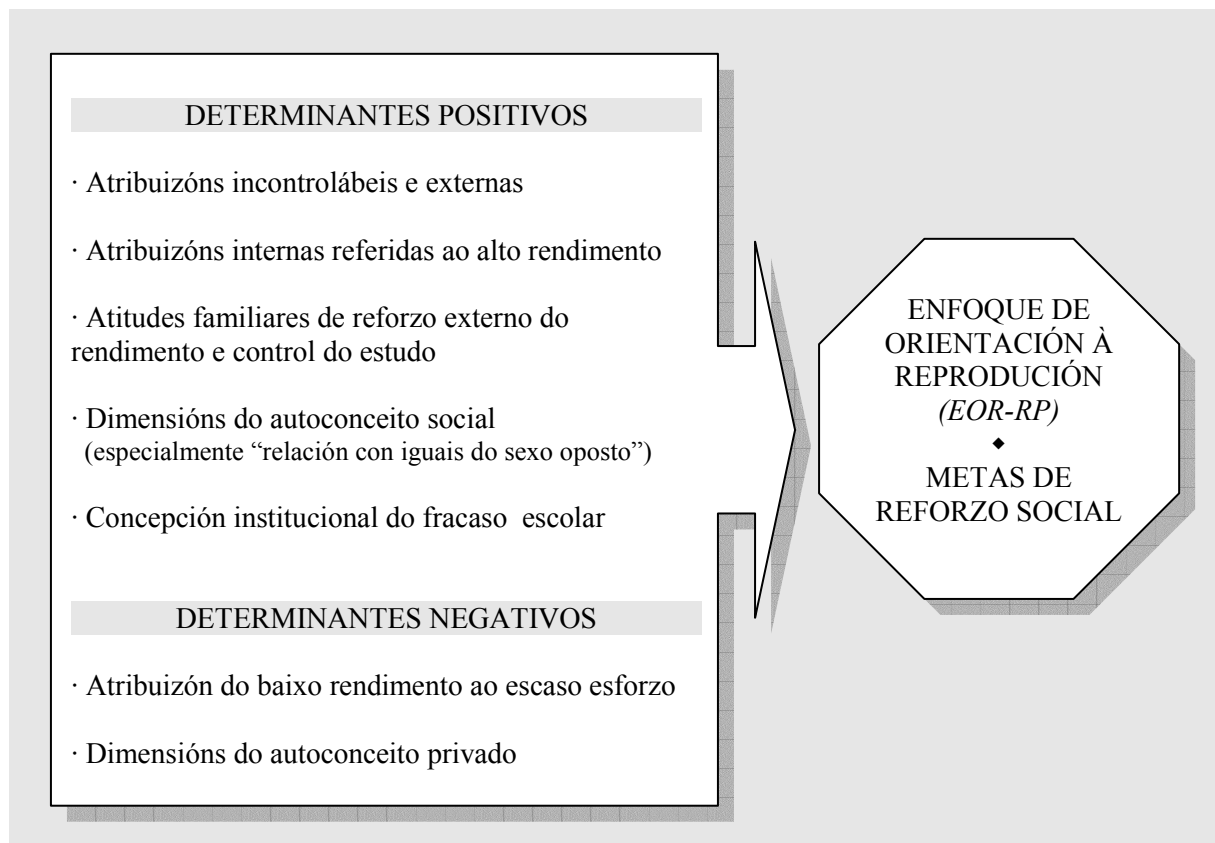 DETERMINANTES POSITIVOS
· Atribuizóns incontrolábeis e externas
· Atribuizóns internas referidas ao alto rendimento
· Atitudes familiares de reforzo externo do
rendimento e control do estudo
· Dimensións do autoconceito social
(especialmente “relación con iguais do sexo oposto”)
· Concepción institucional do fracaso escolar
DETERMINANTES NEGATIVOS
· Atribuizón do baixo rendimento ao escaso esforzo
· Dimensións do autoconceito privado
ENFOQUE DE
ORIENTACIÓN À
REPRODUCIÓN
(EOR-RP)
◆
METAS DE
REFORZO SOCIAL